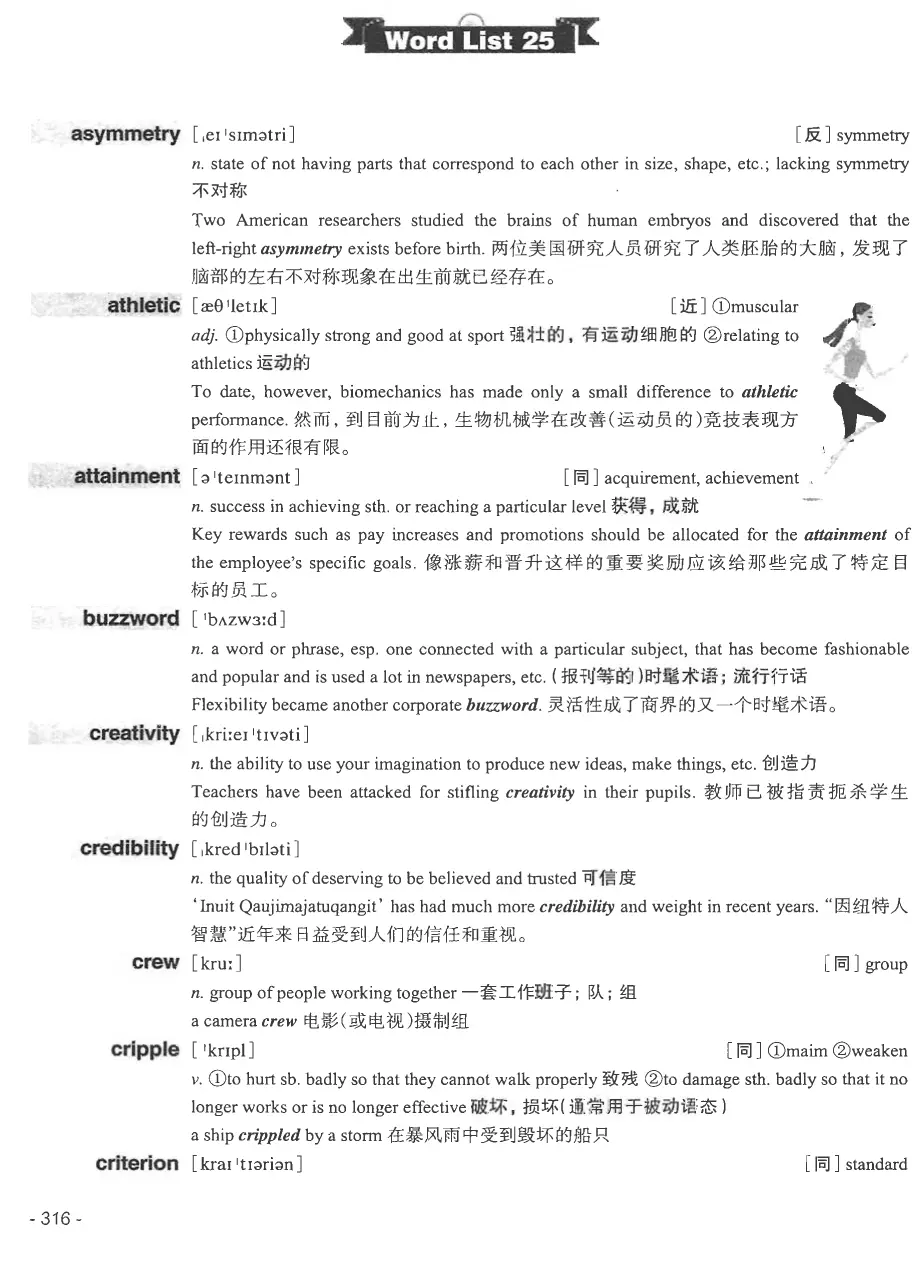 Word List 25
asymmetry [ˌeɪˈsɪmətri] [反] symmetry
n. state of not having parts that correspond to each other in size, shape, etc.; lacking symmetry
不对称
Two American researchers studied the brains of human embryos and discovered that the
left-right asymmetry exists before birth. 两位美国研究人员研究了人类胚胎的大脑，发现了
脑部的左右不对称现象在出生前就已经存在。
athletic [æθˈletɪk] [近] ①muscular
adj. ①physically strong and good at sport 强壮的，有运动细胞的 ②relating to
athletics 运动的
To date, however, biomechanics has made only a small difference to athletic
performance. 然而，到目前为止，生物机械学在改善(运动员的)竞技表现方
面的作用还很有限。
attainment [əˈteɪnmənt] [同] acquirement, achievement
n. success in achieving sth. or reaching a particular level 获得，成就
Key rewards such as pay increases and promotions should be allocated for the attainment of
the employee's specific goals. 像涨薪和晋升这样的重要奖励应该给那些完成了特定目
标的员工。
buzzword [ˈbʌzwɜːd]
n. a word or phrase, esp. one connected with a particular subject, that has become fashionable
and popular and is used a lot in newspapers, etc. (报刊等的)时髦术语；流行行话
Flexibility became another corporate buzzword. 灵活性成了商界的又一个时髦术语。
creativity [ˌkriːeɪˈtɪvəti]
n. the ability to use your imagination to produce new ideas, make things, etc. 创造力
Teachers have been attacked for stifling creativity in their pupils. 教师已被指责扼杀学生
的创造力。
credibility [ˌkredˈbɪləti]
n. the quality of deserving to be believed and trusted 可信度
‘Inuit Qaujimajatuqangit’ has had much more credibility and weight in recent years. “因纽特人
智慧”近年来日益受到人们的信任和重视。
crew [kruː] [同] group
n. group of people working together 一套工作班子；队；组
a camera crew 电影(或电视)摄制组
cripple [ˈkrɪpl] [同] ①maim ②weaken
v. ①to hurt sb. badly so that they cannot walk properly 致残 ②to damage sth. badly so that it no
longer works or is no longer effective 破坏，损坏(通常用于被动语态)
a ship crippled by a storm 在暴风雨中受到毁坏的船只
criterion [kraɪˈtɪəriən] [同] standard
- 316 -